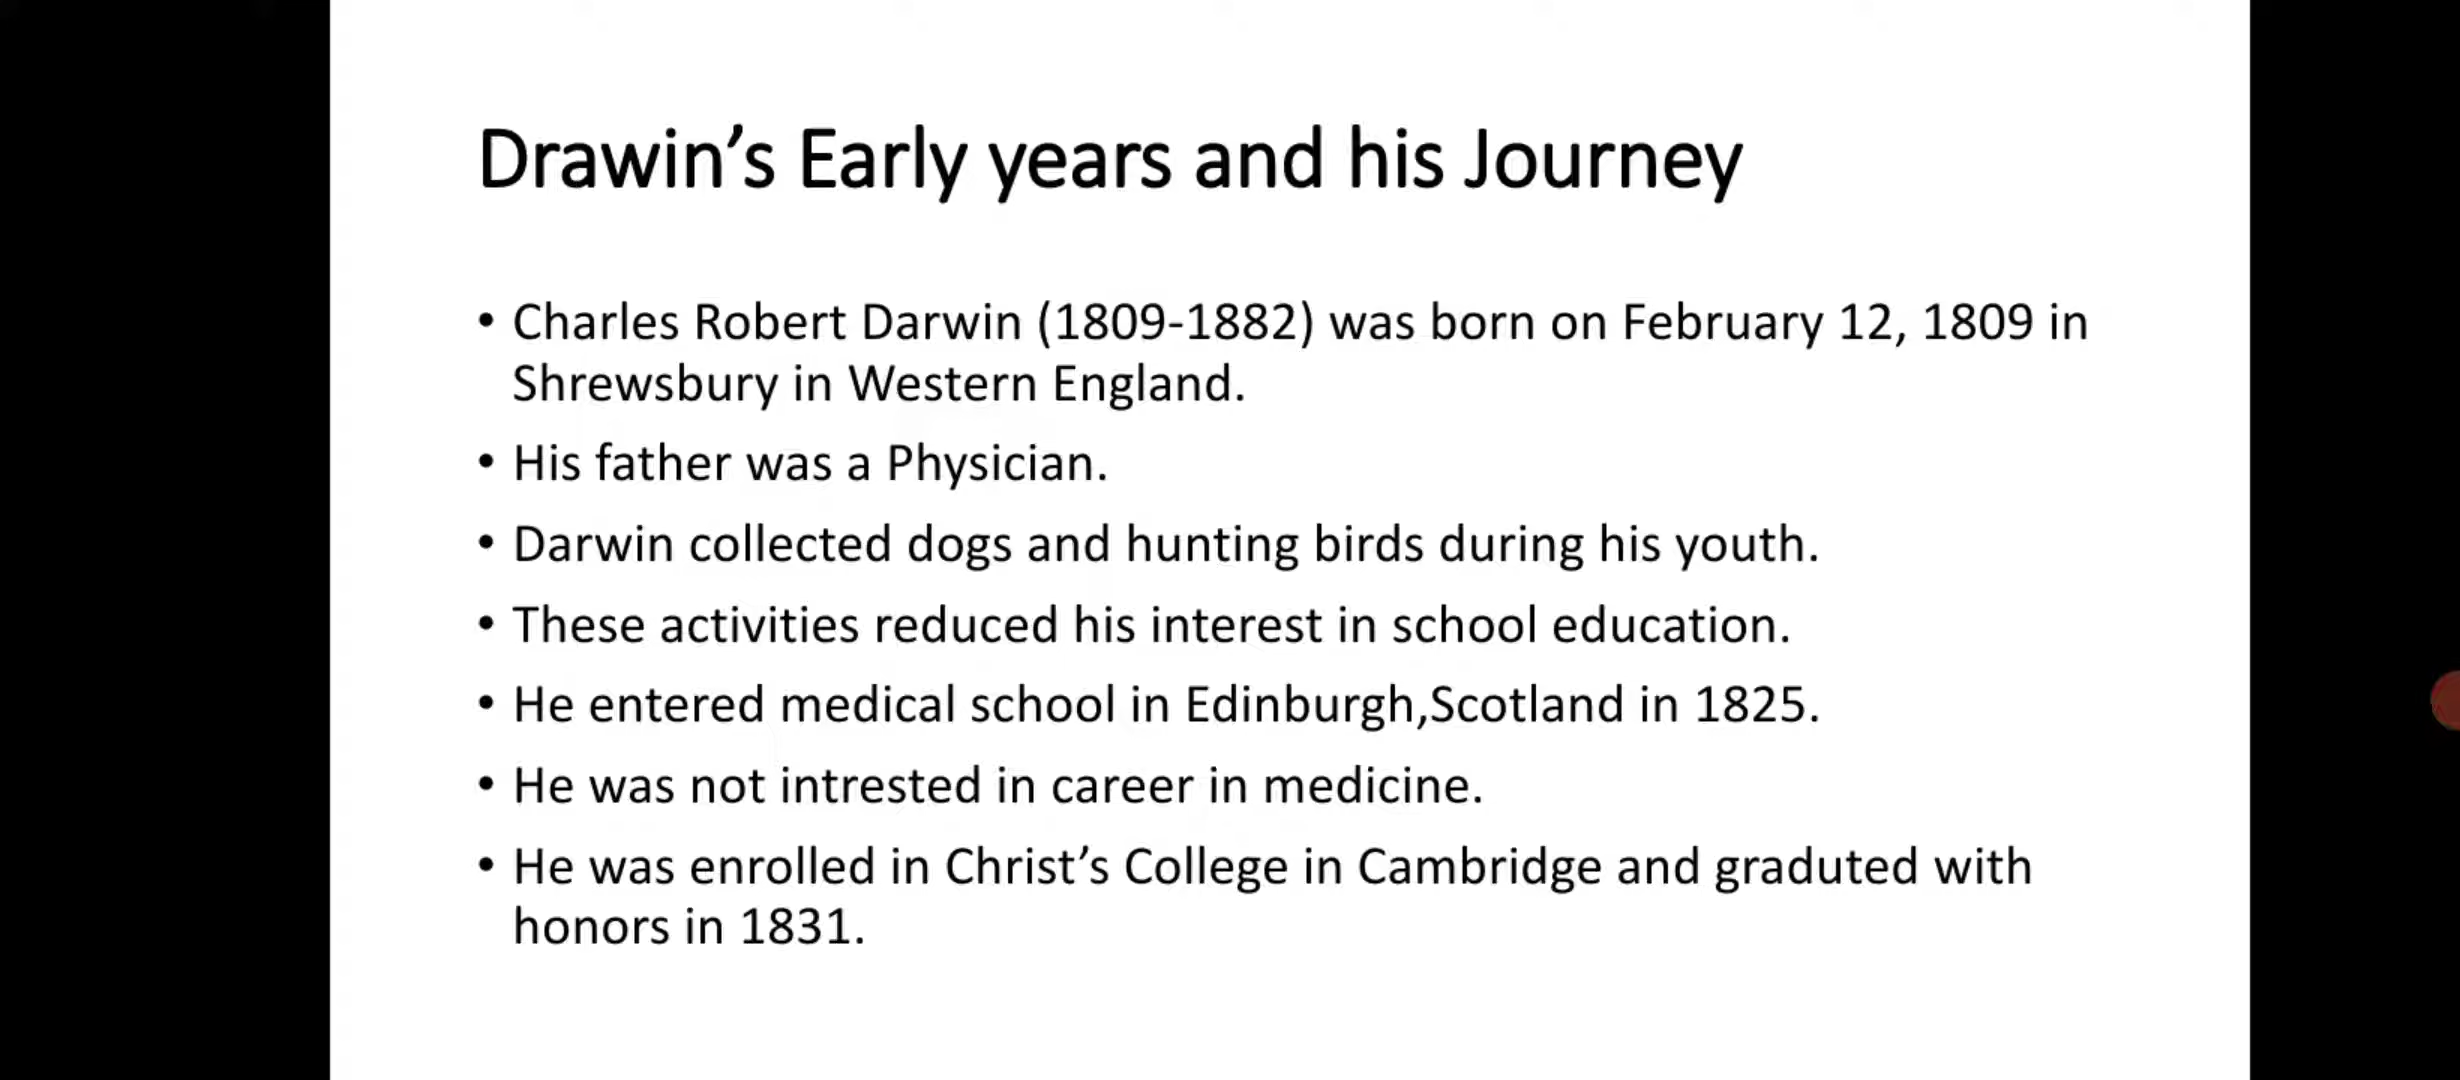 Drawin’s Early years and his Journey
• Charles Robert Darwin (1809-1882) was born on February 12, 1809 in
Shrewsbury in Western England.
• His father was a Physician.
• Darwin collected dogs and hunting birds during his youth.
• These activities reduced his interest in school education.
• He entered medical school in Edinburgh,Scotland in 1825.
• He was not intrested in career in medicine.
• He was enrolled in Christ’s College in Cambridge and graduted with
honors in 1831.